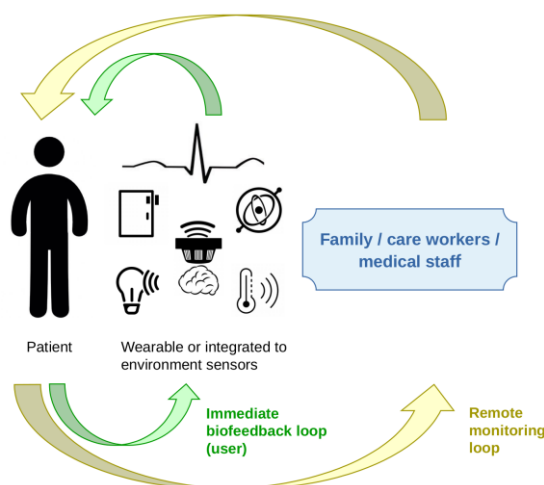 Family / care workers /
medical staff
Patient
Wearable or integrated to
environment sensors
Immediate
biofeedback loop
(user)
Remote
monitoring
loop